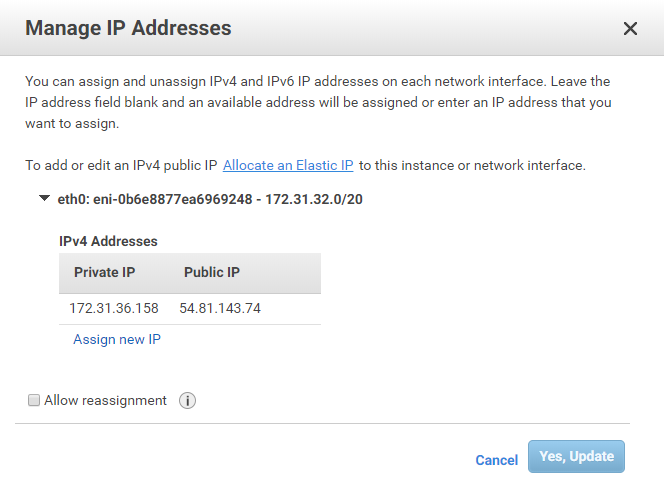 Manage IP Addresses
You can assign and unassign IPv4 and IPv6 IP addresses on each network interface. Leave the
IP address field blank and an available address will be assigned or enter an IP address that you
want to assign.
To add or edit an IPv4 public IP Allocate an Elastic IP to this instance or network interface.
eth0: eni-0b6e8877ea6969248 - 172.31.32.0/20
IPv4 Addresses
Private IP Public IP
172.31.36.158 54.81.143.74
Assign new IP
Allow reassignment i
Cancel Yes, Update